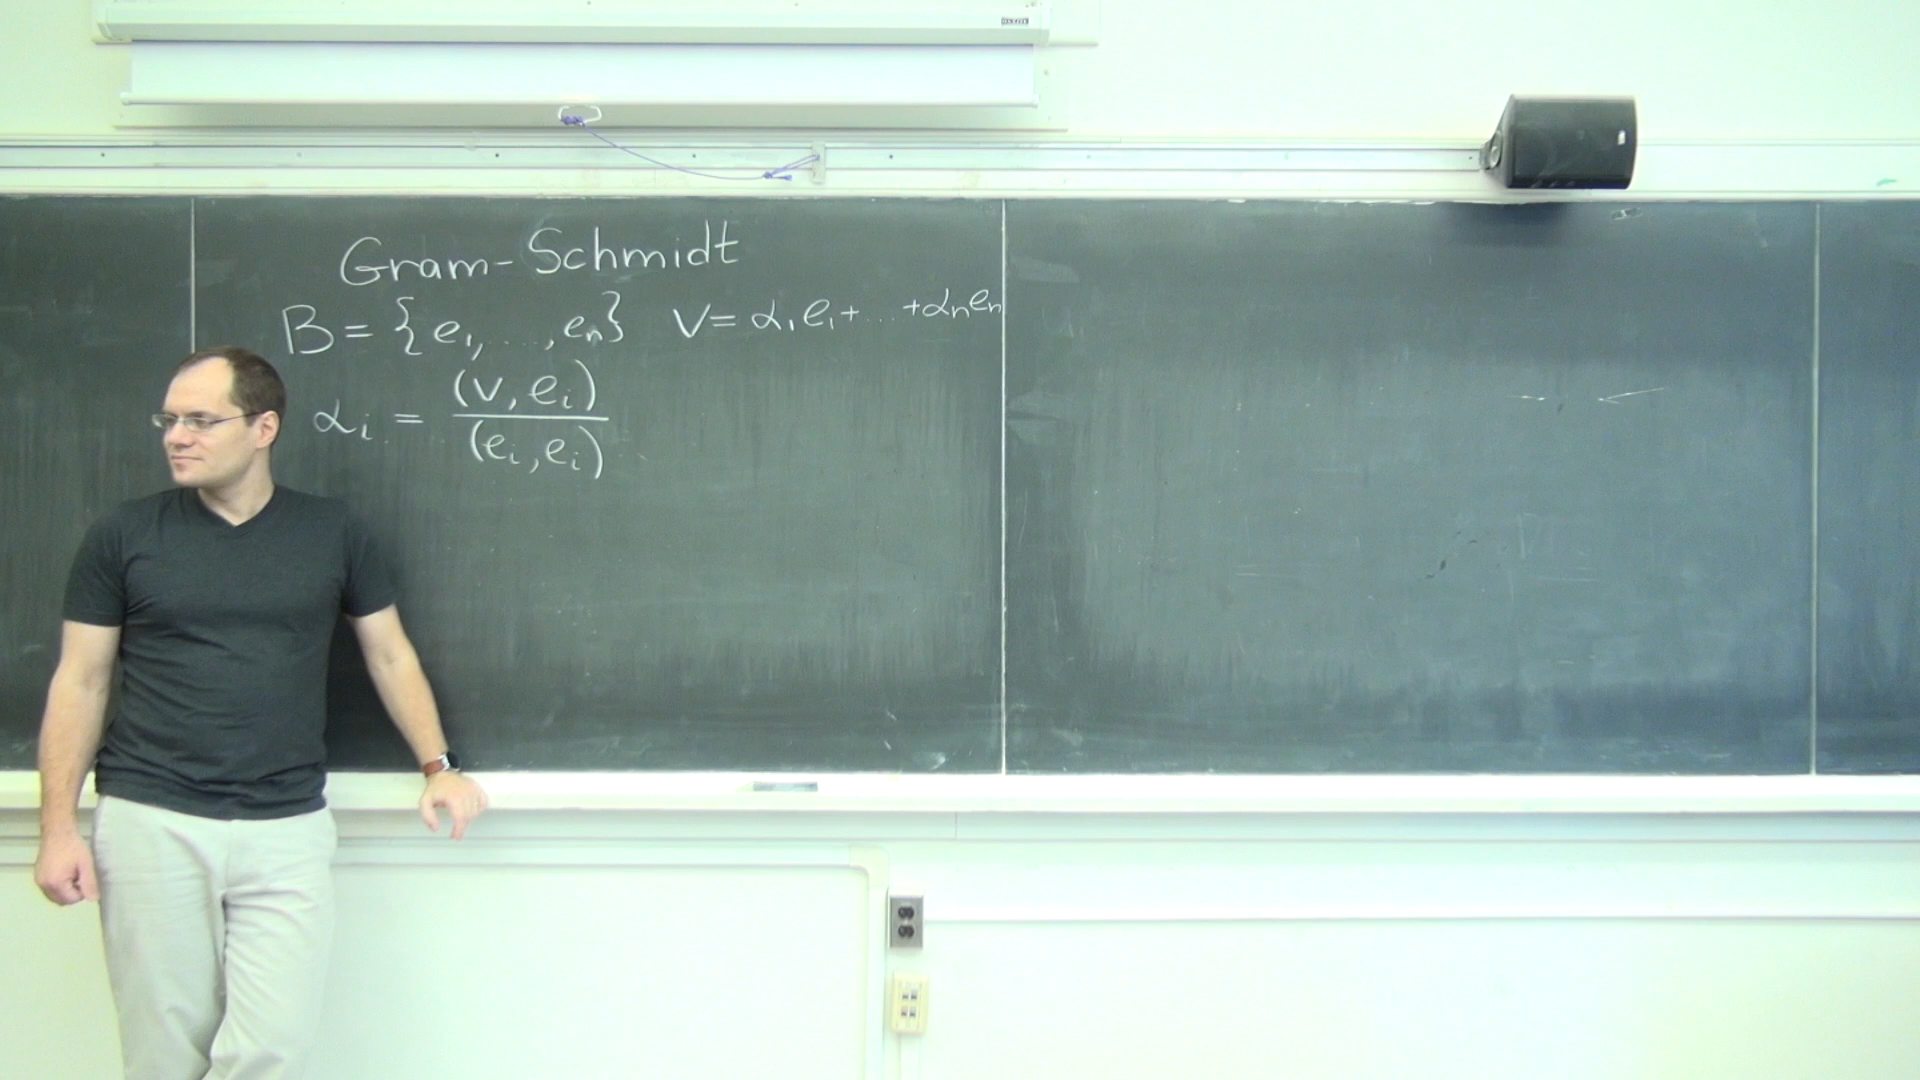 Gram-Schmidt
B = {e₁, ..., eₙ} v = α₁e₁ + ... + αₙeₙ
αᵢ = (v, eᵢ) / (eᵢ, eᵢ)